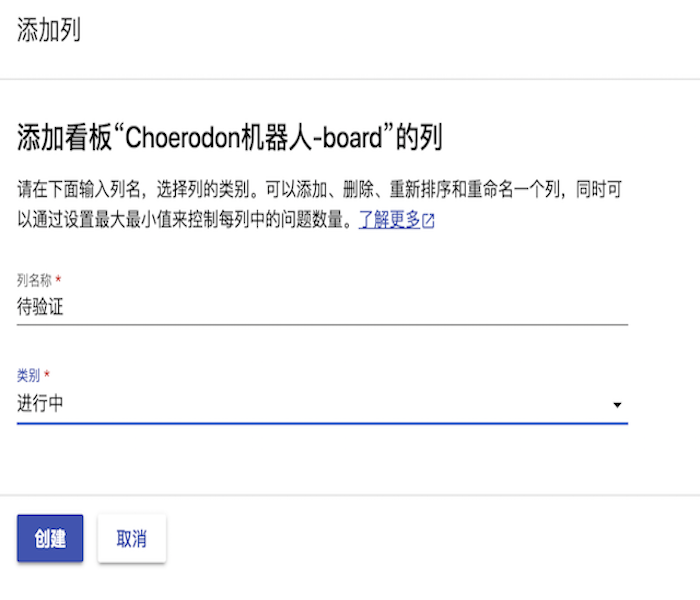 添加列
添加看板“Choerodon机器人-board”的列
请在下面输入列名，选择列的类别。可以添加、删除、重新排序和重命名一个列，同时可
以通过设置最大最小值来控制每列中的问题数量。了解更多
列名称 *
待验证
类别 *
进行中
创建 取消